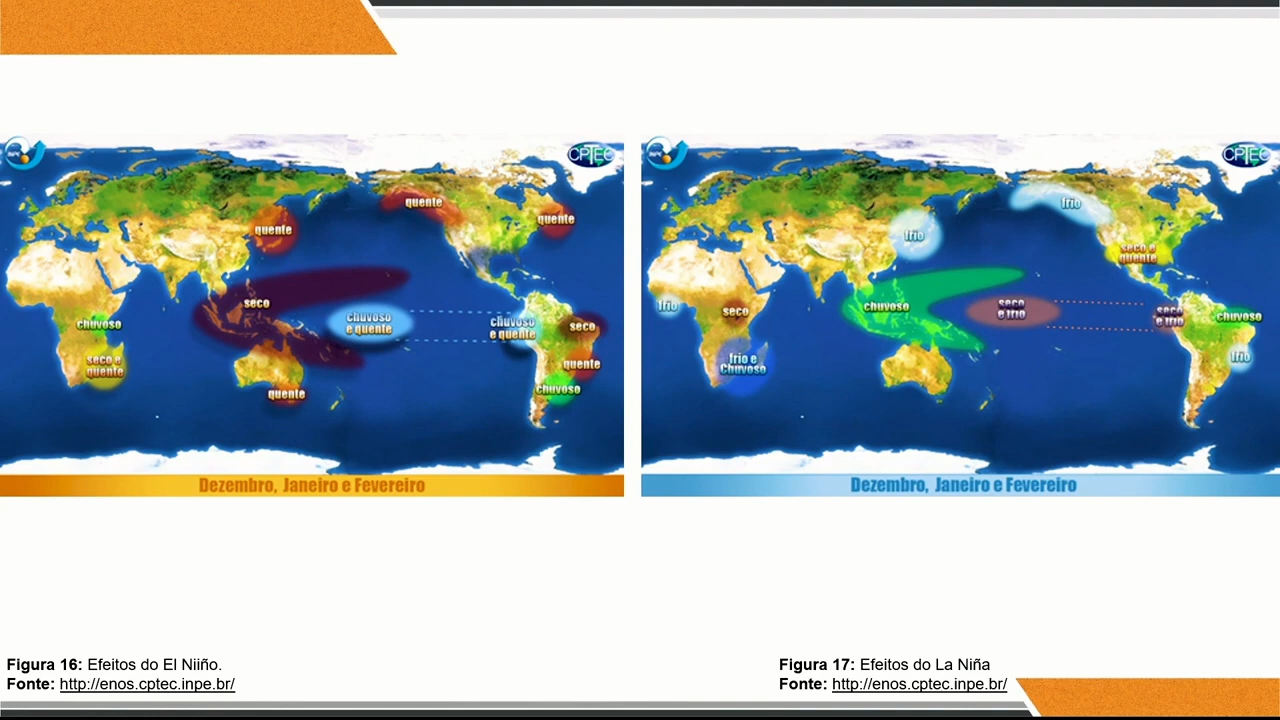 CPTEC
quente
quente
quente
seco
chuvoso
e quente
chuvoso
e quente
chuvoso
seco
seco e
quente
quente
chuvoso
quente
Dezembro, Janeiro e Fevereiro
CPTEC
frio
frio
seco e
quente
frio
seco
chuvoso
seco
e frio
seco
e frio
chuvoso
frio e
Chuvoso
frio
Dezembro, Janeiro e Fevereiro
Figura 16: Efeitos do El Niiño.
Fonte: http://enos.cptec.inpe.br/
Figura 17: Efeitos do La Niña
Fonte: http://enos.cptec.inpe.br/